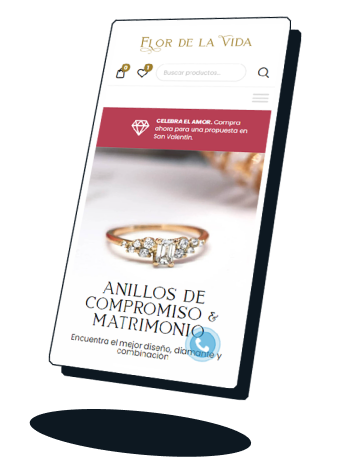 FLOR DE LA VIDA
0
1
Buscar productos...
CELEBRA EL AMOR. Compra
ahora para una propuesta en
San Valentín.
ANILLOS DE
COMPROMISO &
MATRIMONIO
Encuentra el mejor diseño, diamante y
combinación